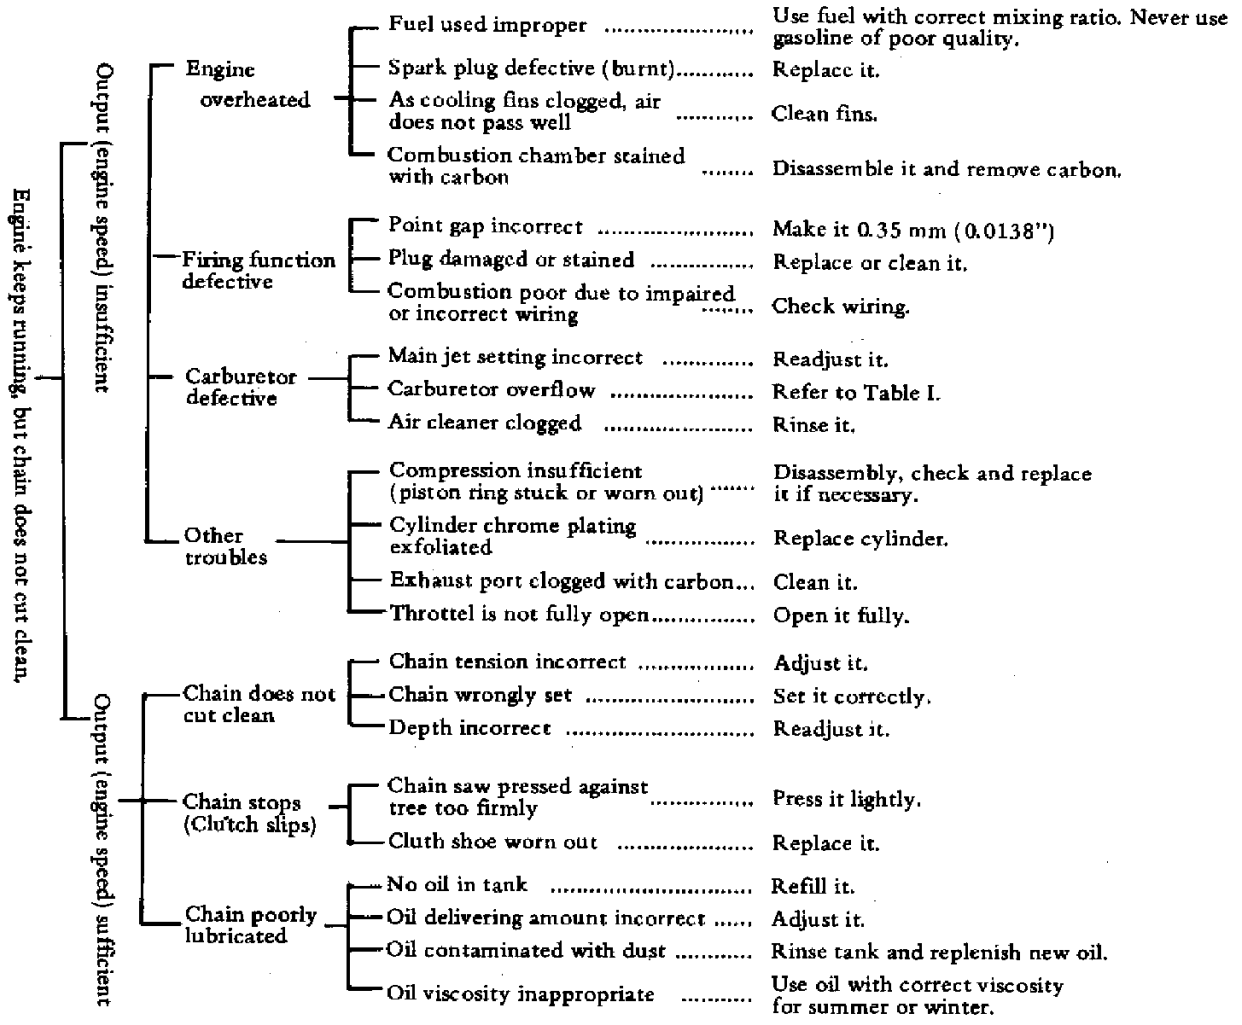 Engine keeps running, but chain does not cut clean.
Output (engine speed) insufficient
Engine
overheated
Fuel used improper ....................... Use fuel with correct mixing ratio. Never use
gasoline of poor quality.
Spark plug defective (burnt)............ Replace it.
As cooling fins clogged, air
does not pass well ............ Clean fins.
Combustion chamber stained
with carbon ........ Disassemble it and remove carbon.
Firing function
defective
Point gap incorrect ...................... Make it 0.35 mm (0.0138")
Plug damaged or stained ................ Replace or clean it.
Combustion poor due to impaired
or incorrect wiring ........ Check wiring.
Carburetor
defective
Main jet setting incorrect .............. Readjust it.
Carburetor overflow ...................... Refer to Table I.
Air cleaner clogged ....................... Rinse it.
Other
troubles
Compression insufficient
(piston ring stuck or worn out) ....... Disassembly, check and replace
it if necessary.
Cylinder chrome plating
exfoliated ................. Replace cylinder.
Exhaust port clogged with carbon... Clean it.
Throttel is not fully open................ Open it fully.
Output (engine speed) sufficient
Chain does not
cut clean
Chain tension incorrect .................. Adjust it.
Chain wrongly set .......................... Set it correctly.
Depth incorrect ............................. Readjust it.
Chain stops
(Clutch slips)
Chain saw pressed against
tree too firmly ................ Press it lightly.
Cluth shoe worn out ..................... Replace it.
Chain poorly
lubricated
No oil in tank ............................... Refill it.
Oil delivering amount incorrect ...... Adjust it.
Oil contaminated with dust ............ Rinse tank and replenish new oil.
Oil viscosity inappropriate ........... Use oil with correct viscosity
for summer or winter.